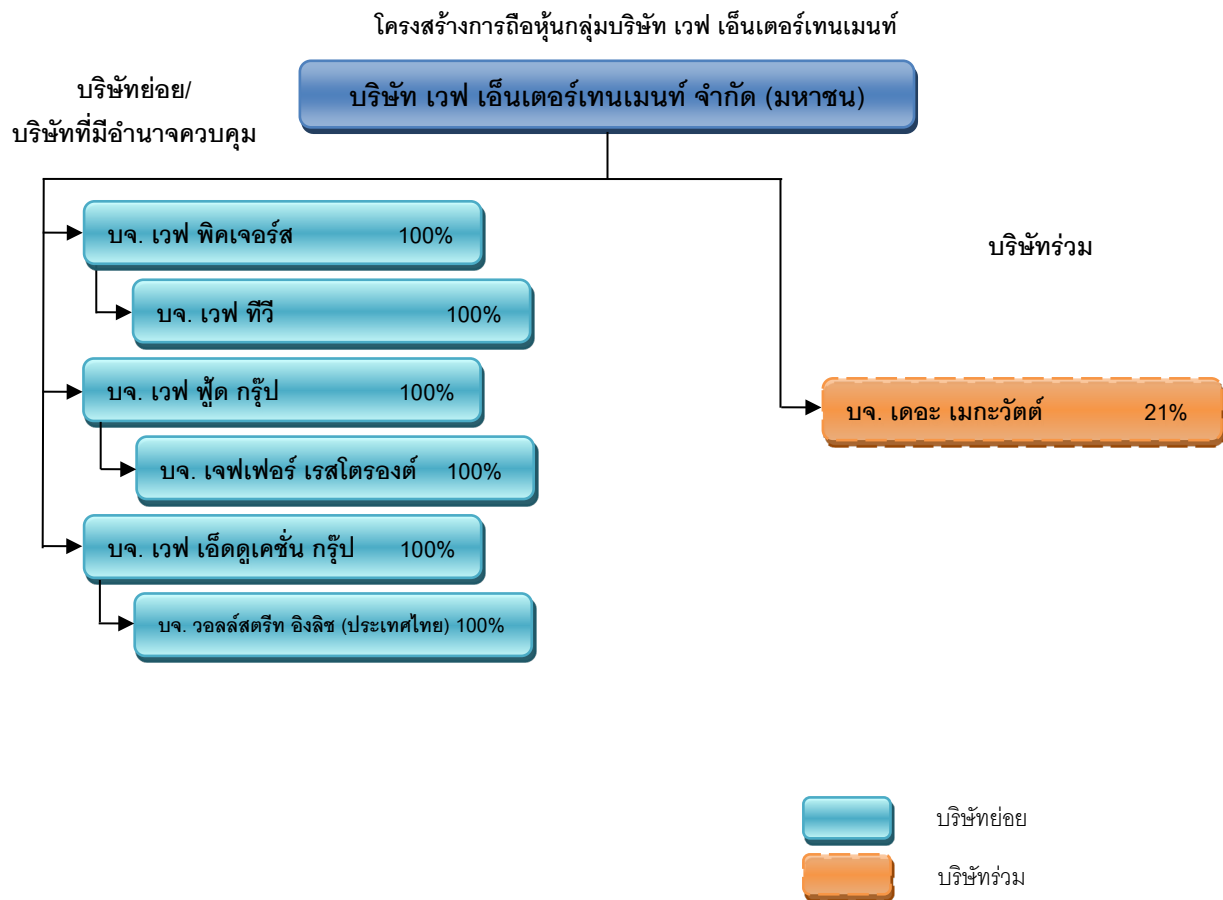 โครงสร้างการถือหุ้นกลุ่มบริษัท เวฟ เอ็นเตอร์เทนเมนท์
บริษัท เวฟ เอ็นเตอร์เทนเมนท์ จำกัด (มหาชน)
บริษัทย่อย/
บริษัทที่มีอำนาจควบคุม
บจ. เวฟ พิคเจอร์ส 100%
บจ. เวฟ ทีวี 100%
บจ. เวฟ ฟู้ด กรุ๊ป 100%
บจ. เจฟเฟอร์ เรสโตรองต์ 100%
บจ. เวฟ เอ็ดดูเคชั่น กรุ๊ป 100%
บจ. วอลล์สตรีท อิงลิช (ประเทศไทย) 100%
บริษัทร่วม
บจ. เดอะ เมกะวัตต์ 21%
บริษัทย่อย
บริษัทร่วม